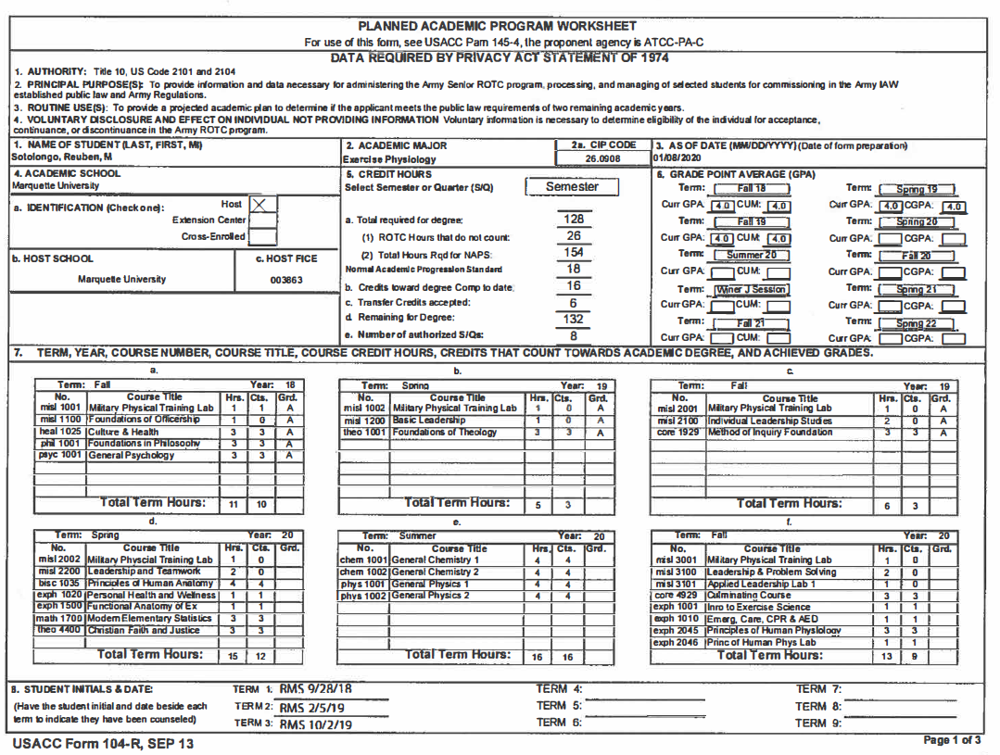 PLANNED ACADEMIC PROGRAM WORKSHEET
For use of this form, see USACC Pam 145-4, the proponent agency is ATCC-PA-C
DATA REQUIRED BY PRIVACY ACT STATEMENT OF 1974
1. AUTHORITY: Title 10, US Code 2101 and 2104
2. PRINCIPAL PURPOSE(S): To provide information and data necessary for administering the Army Senior ROTC program, processing, and managing of selected students for commissioning in the Army IAW
established public law and Army Regulations.
3. ROUTINE USE(S): To provide a projected academic plan to determine if the applicant meets the public law requirements of two remaining academic years.
4. VOLUNTARY DISCLOSURE AND EFFECT ON INDIVIDUAL NOT PROVIDING INFORMATION Voluntary information is necessary to determine eligibility of the individual for acceptance,
continuance, or discontinuance in the Army ROTC program.
1. NAME OF STUDENT (LAST, FIRST, MI)
Sotolongo, Reuben, M
2. ACADEMIC MAJOR
Exercise Physiology
2a. CIP CODE
26.0908
3. AS OF DATE (MM/DD/YYYY) (Date of form preparation)
01/08/2020
4. ACADEMIC SCHOOL
Marquette University
a. IDENTIFICATION (Check one): Host X
Extension Center
Cross-Enrolled
b. HOST SCHOOL
Marquette University
c. HOST FICE
003863
5. CREDIT HOURS
Select Semester or Quarter (S/Q) Semester
a. Total required for degree: 128
(1) ROTC Hours that do not count: 26
(2) Total Hours Rqd for NAPS: 154
Normal Academic Progression Standard 18
b. Credits toward degree Comp to date: 16
c. Transfer Credits accepted: 6
d. Remaining for Degree: 132
e. Number of authorized S/Qs: 8
6. GRADE POINT AVERAGE (GPA)
Term: Fall 18 Term: Spring 19
Curr GPA: 4.0 CUM: 4.0 Curr GPA: 4.0 CGPA: 4.0
Term: Fall 19 Term: Spring 20
Curr GPA: 4.0 CUM: 4.0 Curr GPA: CGPA:
Term: Summer 20 Term: Fall 20
Curr GPA: CUM: Curr GPA: CGPA:
Term: Winer J Session Term: Spring 21
Curr GPA: CUM: Curr GPA: CGPA:
Term: Fall 21 Term: Spring 22
Curr GPA: CUM: Curr GPA: CGPA:
7. TERM, YEAR, COURSE NUMBER, COURSE TITLE, COURSE CREDIT HOURS, CREDITS THAT COUNT TOWARDS ACADEMIC DEGREE, AND ACHIEVED GRADES.
a.
Term: Fall Year: 18
No. Course Title Hrs. Cts. Grd.
misl 1001 Military Physical Training Lab 1 1 A
misl 1100 Foundations of Officership 1 0 A
heal 1025 Culture & Health 3 3 A
phil 1001 Foundations in Philosophy 3 3 A
psyc 1001 General Psychology 3 3 A
Total Term Hours: 11 10
b.
Term: Spring Year: 19
No. Course Title Hrs. Cts. Grd.
misl 1002 Military Physical Training Lab 1 0 A
misl 1200 Basic Leadership 1 0 A
theo 1001 Foundations of Theology 3 3 A
Total Term Hours: 5 3
c.
Term: Fall Year: 19
No. Course Title Hrs. Cts. Grd.
misl 2001 Military Physical Training Lab 1 0 A
misl 2100 Individual Leadership Studies 2 0 A
core 1929 Method of Inquiry Foundation 3 3 A
Total Term Hours: 6 3
d.
Term: Spring Year: 20
No. Course Title Hrs. Cts. Grd.
misl 2002 Military Physcial Training Lab 1 0
misl 2200 Leadership and Teamwork 2 0
bisc 1035 Principles of Human Anatomy 4 4
exph 1020 Personal Health and Wellness 1 1
exph 1500 Functional Anatomy of Ex 1 1
math 1700 Modern Elementary Statistics 3 3
theo 4400 Christian Faith and Justice 3 3
Total Term Hours: 15 12
e.
Term: Summer Year: 20
No. Course Title Hrs. Cts. Grd.
chem 1001 General Chemistry 1 4 4
chem 1002 General Chemistry 2 4 4
phys 1001 General Physics 1 4 4
phys 1002 General Physics 2 4 4
Total Term Hours: 16 16
f.
Term: Fall Year: 20
No. Course Title Hrs. Cts. Grd.
misl 3001 Military Physical Training Lab 1 0
misl 3100 Leadership & Problem Solving 2 0
misl 3101 Applied Leadership Lab 1 1 0
core 4929 Culminating Course 3 3
exph 1001 Inro to Exercise Science 1 1
exph 1010 Emerg, Care, CPR & AED 1 1
exph 2045 Principles of Human Physiology 3 3
exph 2046 Princ of Human Phys Lab 1 1
Total Term Hours: 13 9
8. STUDENT INITIALS & DATE:
(Have the student initial and date beside each
term to indicate they have been counseled)
TERM 1: RMS 9/28/18
TERM 2: RMS 2/5/19
TERM 3: RMS 10/2/19
TERM 4:
TERM 5:
TERM 6:
TERM 7:
TERM 8:
TERM 9:
USACC Form 104-R, SEP 13
Page 1 of 3